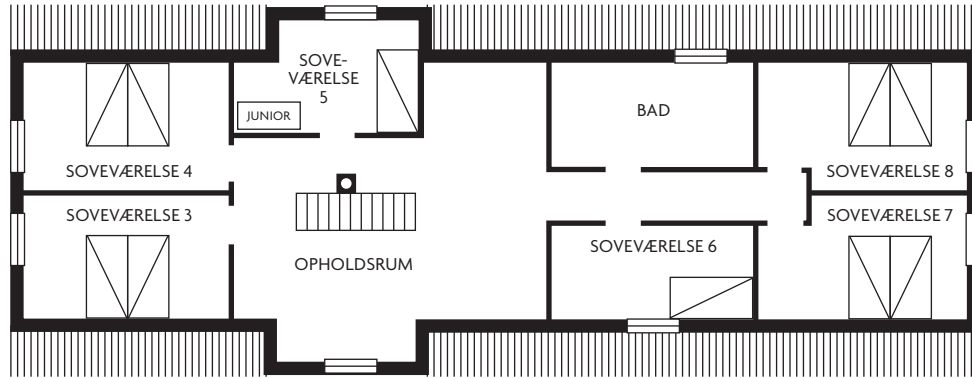 SOVE-
VÆRELSE
5
JUNIOR
BAD
SOVEVÆRELSE 4
SOVEVÆRELSE 8
SOVEVÆRELSE 3
SOVEVÆRELSE 7
SOVEVÆRELSE 6
OPHOLDSRUM